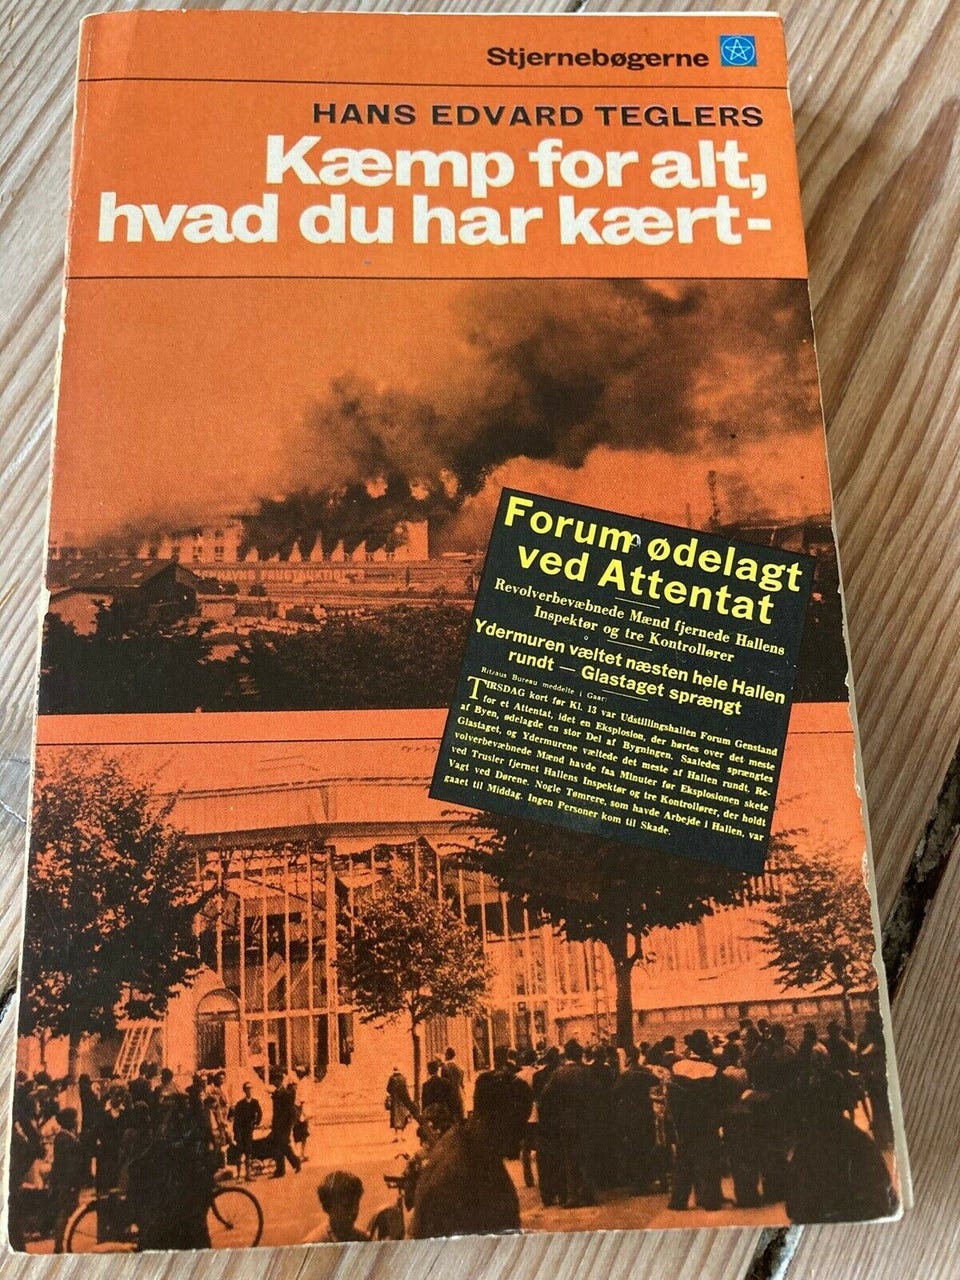 Stjernebøgerne
HANS EDVARD TEGLERS
Kæmp for alt,
hvad du har kært-
Forum ødelagt
ved Attentat
Revolverbevæbnede Mænd fjernede Hallens
Inspektør og tre Kontrollører
Ydermuren væltet næsten hele Hallen
rundt — Glastaget sprængt
Ritzaus Bureau meddelte i Gaar:
TIRSDAG kort før Kl. 13 var Udstillingshallen Forum Genstand
for et Attentat, idet en Eksplosion, der hørtes over det meste
af Byen, ødelagde en stor Del af Bygningen. Saaledes sprængtes
Glastaget, og Ydermurene væltede det meste af Hallen rundt. Re-
volverbevæbnede Mænd havde faa Minuter før Eksplosionen skete
ved Trusler fjernet Hallens Inspektør og tre Kontrollører, der holdt
Vagt ved Dørene. Nogle Tømrere, som havde Arbejde i Hallen, var
gaaet til Middag. Ingen Personer kom til Skade.